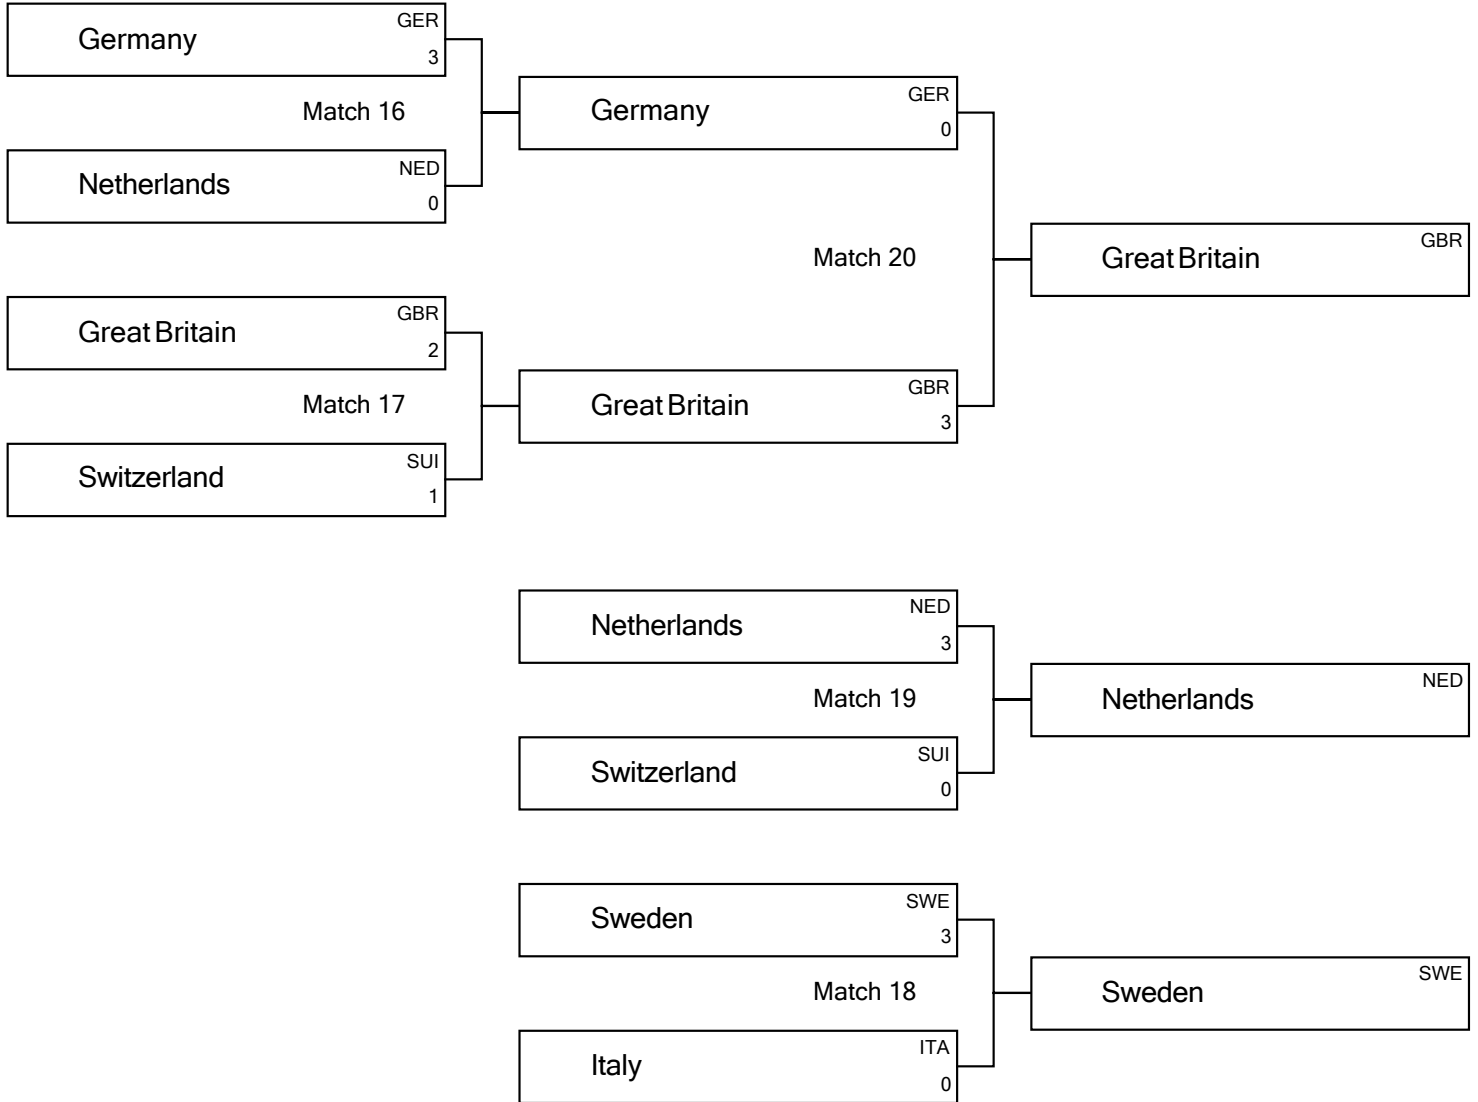 Germany GER
3
Match 16
Netherlands NED
0
Great Britain GBR
2
Match 17
Switzerland SUI
1
Germany GER
0
Match 20
Great Britain GBR
3
Great Britain GBR
Netherlands NED
3
Match 19
Switzerland SUI
0
Netherlands NED
Sweden SWE
3
Match 18
Italy ITA
0
Sweden SWE